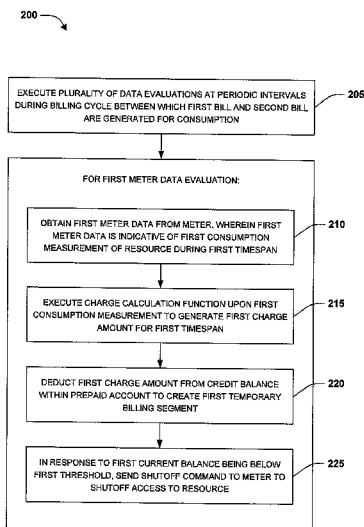 200
EXECUTE PLURALITY OF DATA EVALUATIONS AT PERIODIC INTERVALS
DURING BILLING CYCLE BETWEEN WHICH FIRST BILL AND SECOND BILL
ARE GENERATED FOR CONSUMPTION
205
FOR FIRST METER DATA EVALUATION:
OBTAIN FIRST METER DATA FROM METER, WHEREIN FIRST
METER DATA IS INDICATIVE OF FIRST CONSUMPTION
MEASUREMENT OF RESOURCE DURING FIRST TIMESPAN
210
EXECUTE CHARGE CALCULATION FUNCTION UPON FIRST
CONSUMPTION MEASUREMENT TO GENERATE FIRST CHARGE
AMOUNT FOR FIRST TIMESPAN
215
DEDUCT FIRST CHARGE AMOUNT FROM CREDIT BALANCE
WITHIN PREPAID ACCOUNT TO CREATE FIRST TEMPORARY
BILLING SEGMENT
220
IN RESPONSE TO FIRST CURRENT BALANCE BEING BELOW
FIRST THRESHOLD, SEND SHUTOFF COMMAND TO METER TO
SHUTOFF ACCESS TO RESOURCE
225